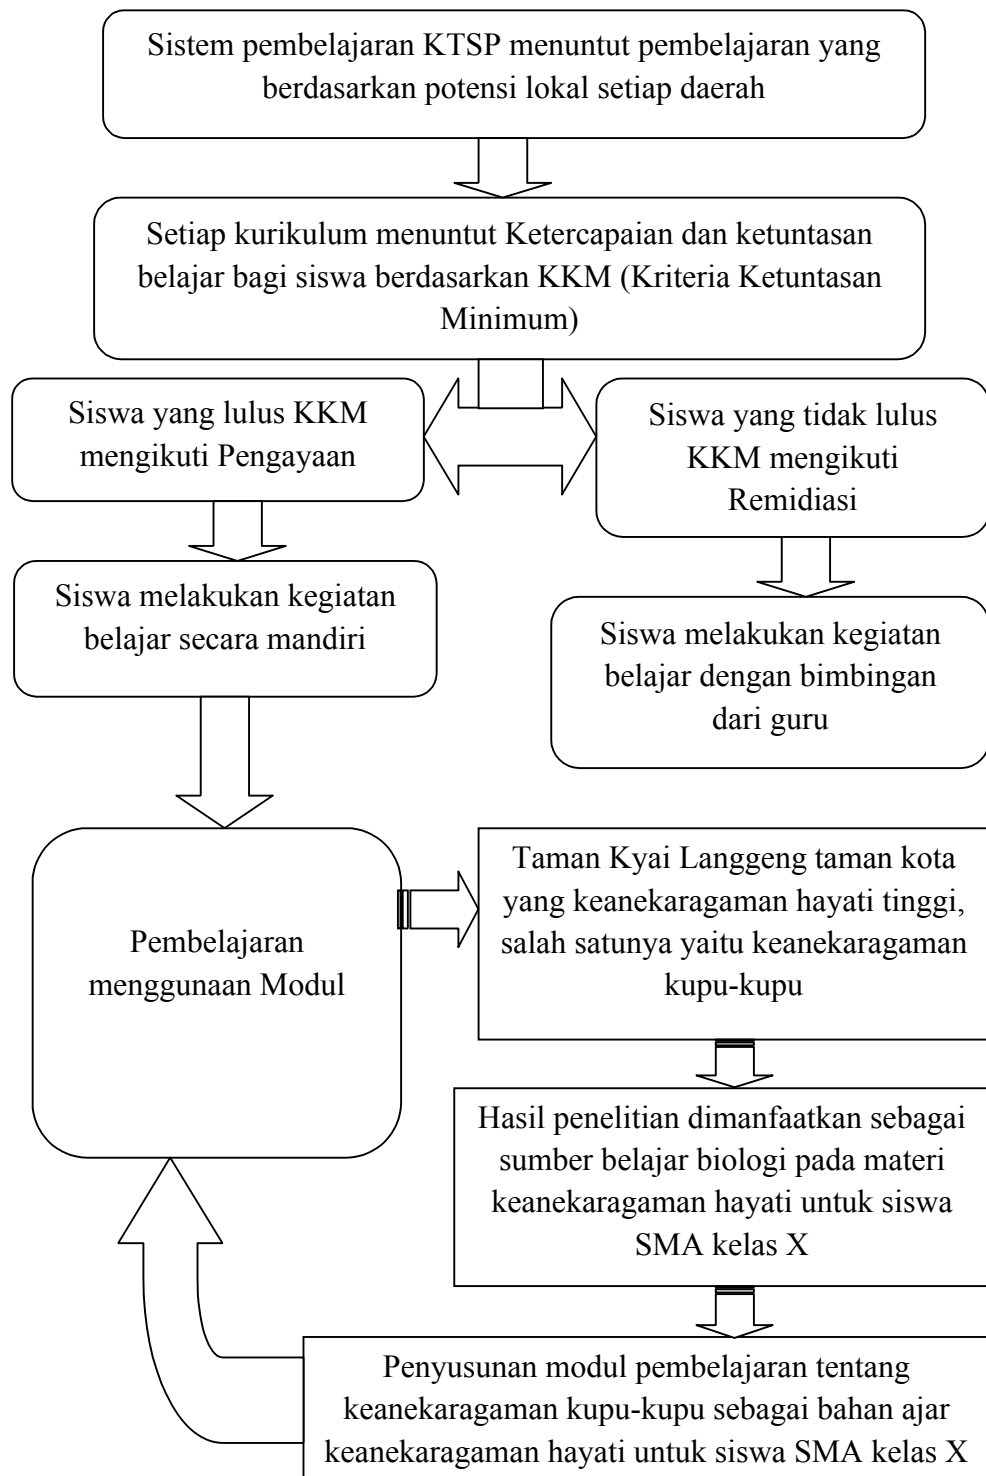 Sistem pembelajaran KTSP menuntut pembelajaran yang
berdasarkan potensi lokal setiap daerah
Setiap kurikulum menuntut Ketercapaian dan ketuntasan
belajar bagi siswa berdasarkan KKM (Kriteria Ketuntasan
Minimum)
Siswa yang lulus KKM
mengikuti Pengayaan
Siswa yang tidak lulus
KKM mengikuti
Remidiasi
Siswa melakukan kegiatan
belajar secara mandiri
Siswa melakukan kegiatan
belajar dengan bimbingan
dari guru
Pembelajaran
menggunaan Modul
Taman Kyai Langgeng taman kota
yang keanekaragaman hayati tinggi,
salah satunya yaitu keanekaragaman
kupu-kupu
Hasil penelitian dimanfaatkan sebagai
sumber belajar biologi pada materi
keanekaragaman hayati untuk siswa
SMA kelas X
Penyusunan modul pembelajaran tentang
keanekaragaman kupu-kupu sebagai bahan ajar
keanekaragaman hayati untuk siswa SMA kelas X